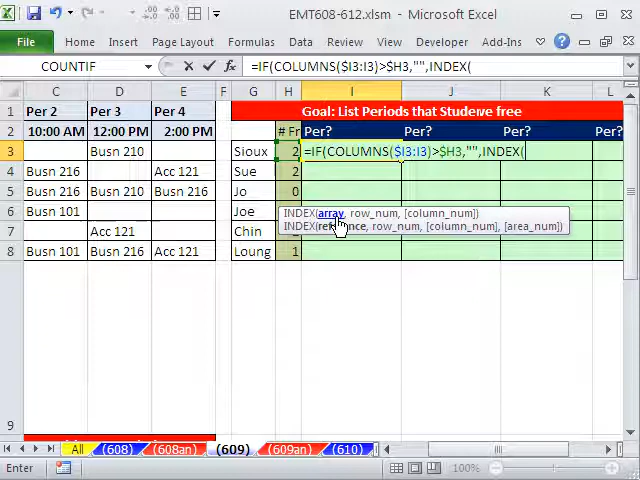 EMT608-612.xlsm - Microsoft Excel
File Home Insert Page Layout Formulas Data Review View Developer Add-Ins
COUNTIF =IF(COLUMNS($I3:I3)>$H3,"",INDEX(
C D E F G H I J K L
1 Per 2 Per 3 Per 4 Goal: List Periods that
2 10:00 AM 12:00 PM 2:00 PM # Fr Per? Per? Per? Per?
3 Busn 210 Sioux 2 =IF(COLUMNS($I3:I3)>$H3,"",INDEX(
4 Busn 216 Acc 121 Sue 2
5 Busn 210 Busn 216 Busn 210 Jo 0
6 Busn 101 Joe
INDEX(array, row_num, [column_num])
7 Acc 121 Chin
INDEX(reference, row_num, [column_num], [area_num])
8 Busn 101 Busn 216 Acc 121 Loung 1
9
All (608) (608an) (609) (609an) (610)
Enter 100%